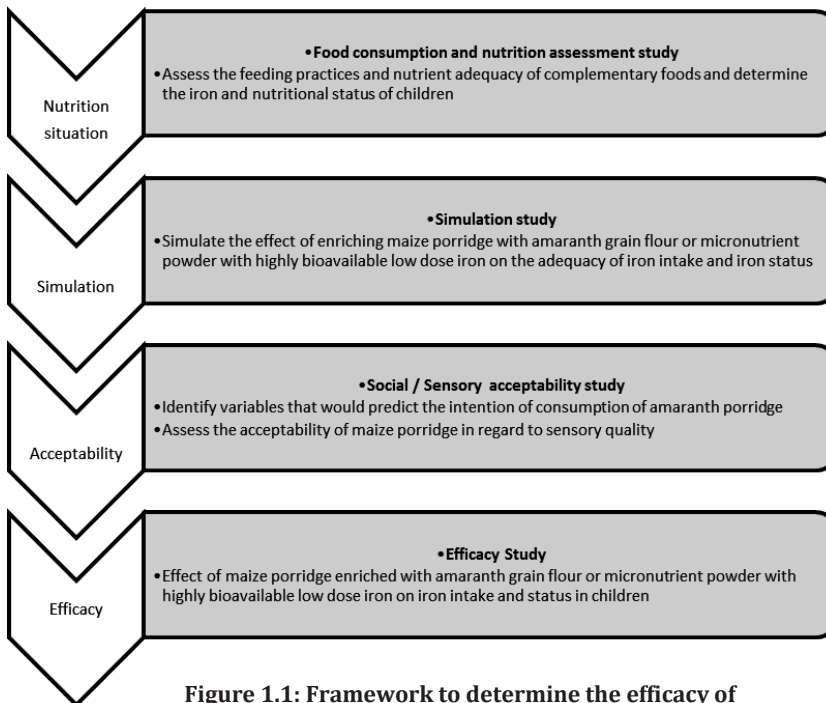 •Food consumption and nutrition assessment study
•Assess the feeding practices and nutrient adequacy of complementary foods and determine
the iron and nutritional status of children
Nutrition
situation
•Simulation study
•Simulate the effect of enriching maize porridge with amaranth grain flour or micronutrient
powder with highly bioavailable low dose iron on the adequacy of iron intake and iron status
Simulation
•Social / Sensory acceptability study
•Identify variables that would predict the intention of consumption of amaranth porridge
•Assess the acceptability of maize porridge in regard to sensory quality
Acceptability
•Efficacy Study
•Effect of maize porridge enriched with amaranth grain flour or micronutrient powder with
highly bioavailable low dose iron on iron intake and status in children
Efficacy
Figure 1.1: Framework to determine the efficacy of